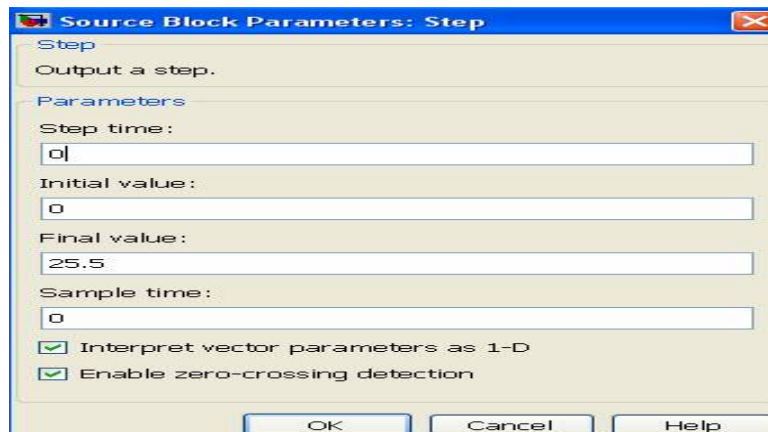 Source Block Parameters: Step
Step
Output a step.
Parameters
Step time:
0
Initial value:
0
Final value:
25.5
Sample time:
0
Interpret vector parameters as 1-D
Enable zero-crossing detection
OK Cancel Help